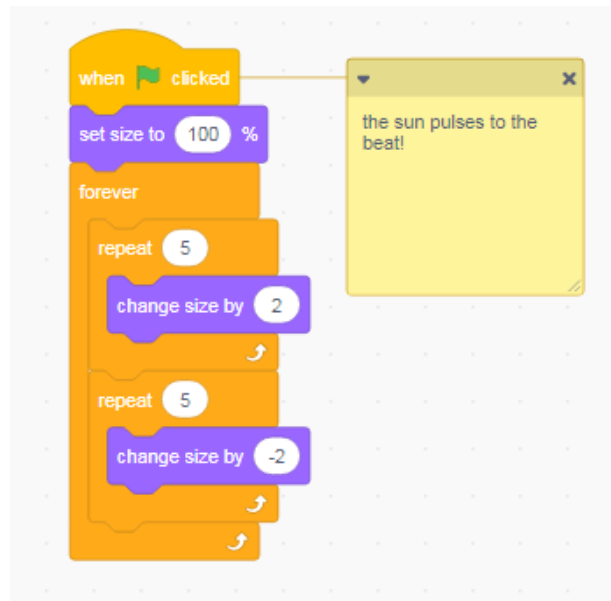 when clicked
set size to 100 %
forever
repeat 5
change size by 2
repeat 5
change size by -2
the sun pulses to the
beat!